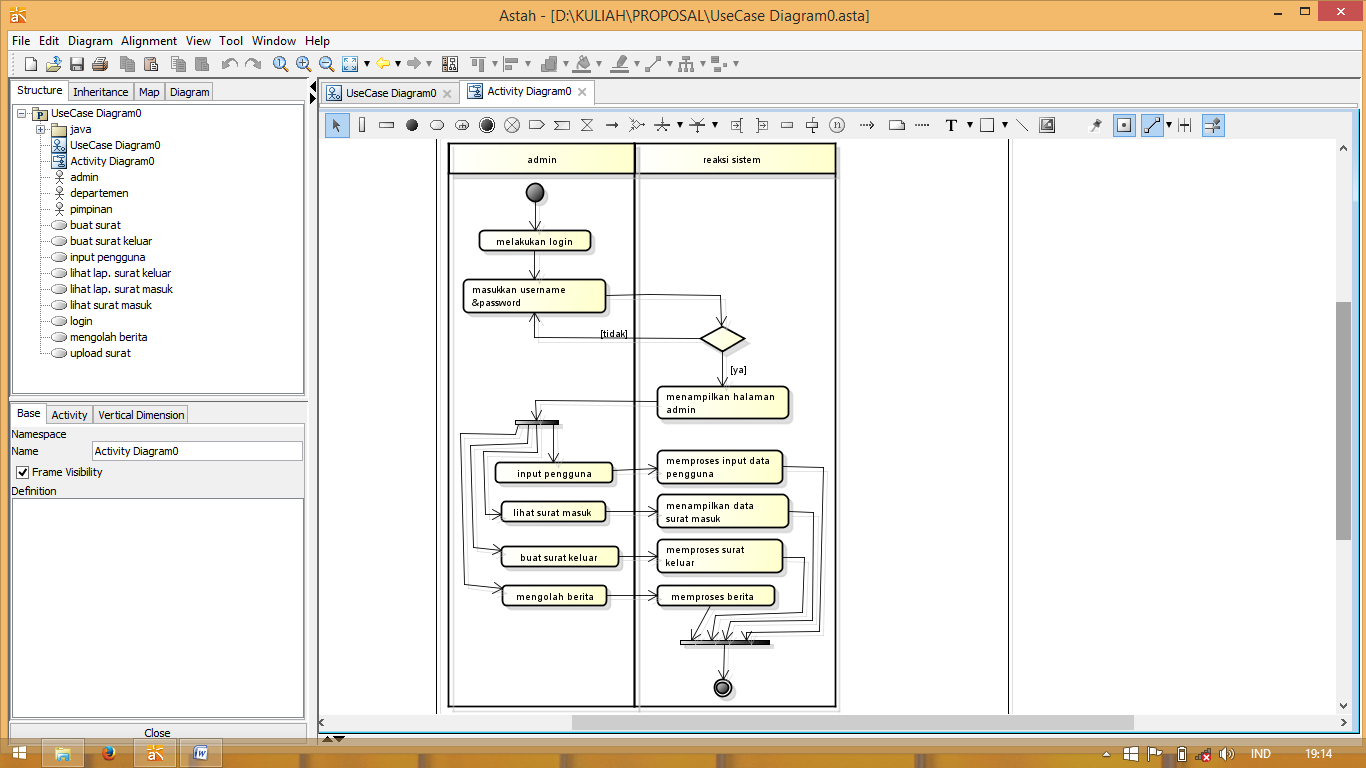 Astah - [D:\KULIAH\PROPOSAL\UseCase Diagram0.asta]
File Edit Diagram Alignment View Tool Window Help
Structure Inheritance Map Diagram
UseCase Diagram0
java
UseCase Diagram0
Activity Diagram0
admin
departemen
pimpinan
buat surat
buat surat keluar
input pengguna
lihat lap. surat keluar
lihat lap. surat masuk
lihat surat masuk
login
mengolah berita
upload surat
Base Activity Vertical Dimension
Namespace
Name Activity Diagram0
Frame Visibility
Definition
Close
UseCase Diagram0 Activity Diagram0
admin reaksi sistem
melakukan login
masukkan username
&password
[tidak]
[ya]
menampilkan halaman
admin
input pengguna
memproses input data
pengguna
lihat surat masuk
menampilkan data
surat masuk
buat surat keluar
memproses surat
keluar
mengolah berita
memproses berita
IND 19:14